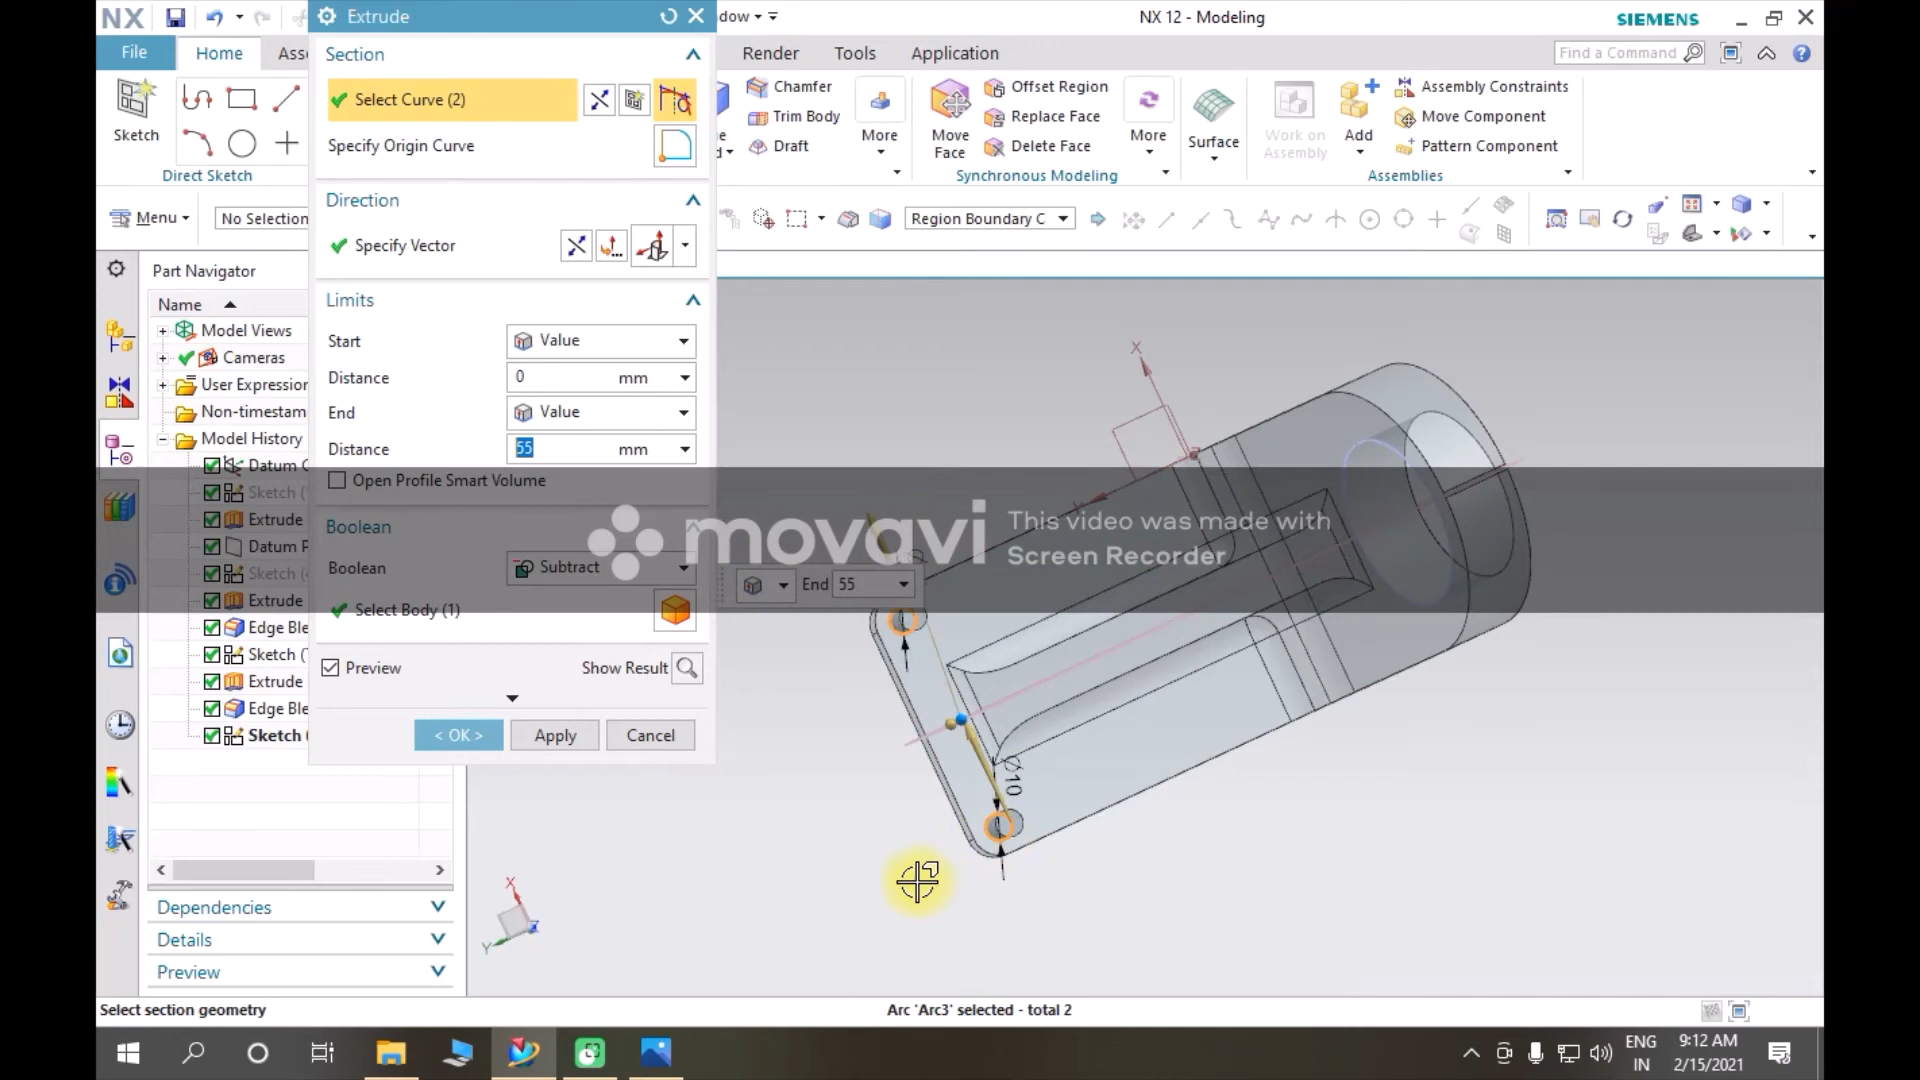 NX
Extrude
dow
NX 12 - Modeling
SIEMENS
File
Home
Ass
Render
Tools
Application
Find a Command
Section
Select Curve (2)
Specify Origin Curve
Sketch
Direct Sketch
Chamfer
Trim Body
Draft
More
Move
Face
Offset Region
Replace Face
Delete Face
More
Synchronous Modeling
Surface
Work on
Assembly
Add
Assembly Constraints
Move Component
Pattern Component
Assemblies
Menu
No Selection
Region Boundary C
Direction
Specify Vector
Part Navigator
Name
Model Views
Cameras
User Expression
Non-timestam
Model History
Datum C
Sketch (
Extrude
Datum P
Sketch (
Extrude
Edge Ble
Sketch (
Extrude
Edge Ble
Sketch (
Limits
Start
Value
Distance
0
mm
End
Value
Distance
55
mm
Open Profile Smart Volume
Boolean
Boolean
Subtract
Select Body (1)
Preview
Show Result
< OK >
Apply
Cancel
movavi
This video was made with
Screen Recorder
End 55
X
Ø10
X
Y
Dependencies
Details
Preview
Select section geometry
Arc 'Arc3' selected - total 2
ENG
IN
9:12 AM
2/15/2021